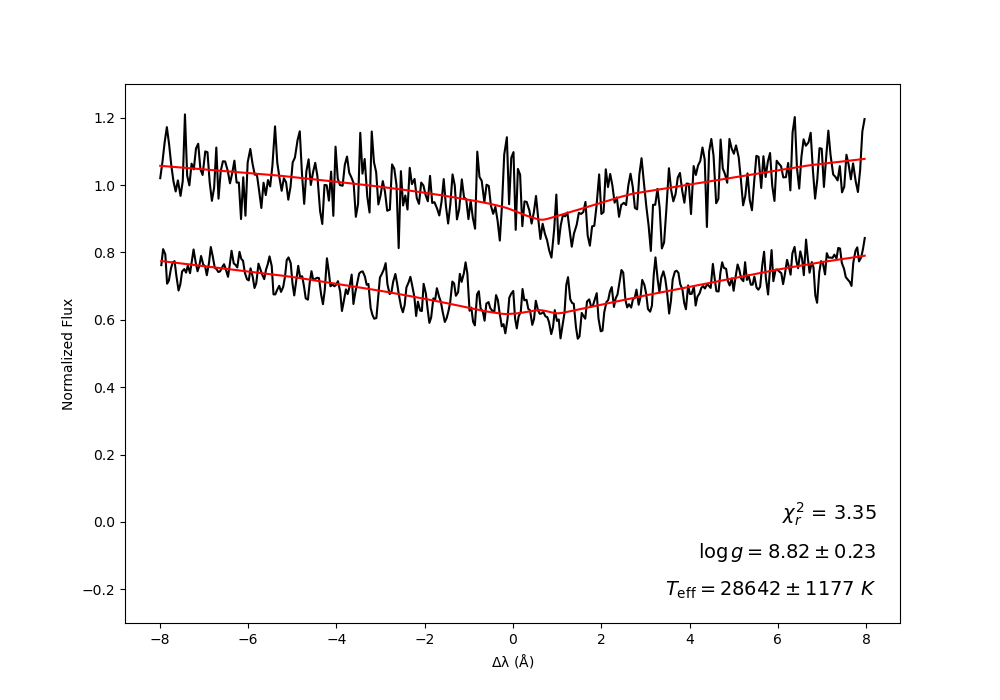 1.2
1.0
0.8
0.6
0.4
0.2
0.0
−0.2
Normalized Flux
χ²ᵣ = 3.35
log g = 8.82 ± 0.23
T_eff = 28642 ± 1177 K
−8 −6 −4 −2 0 2 4 6 8
Δλ (Å)